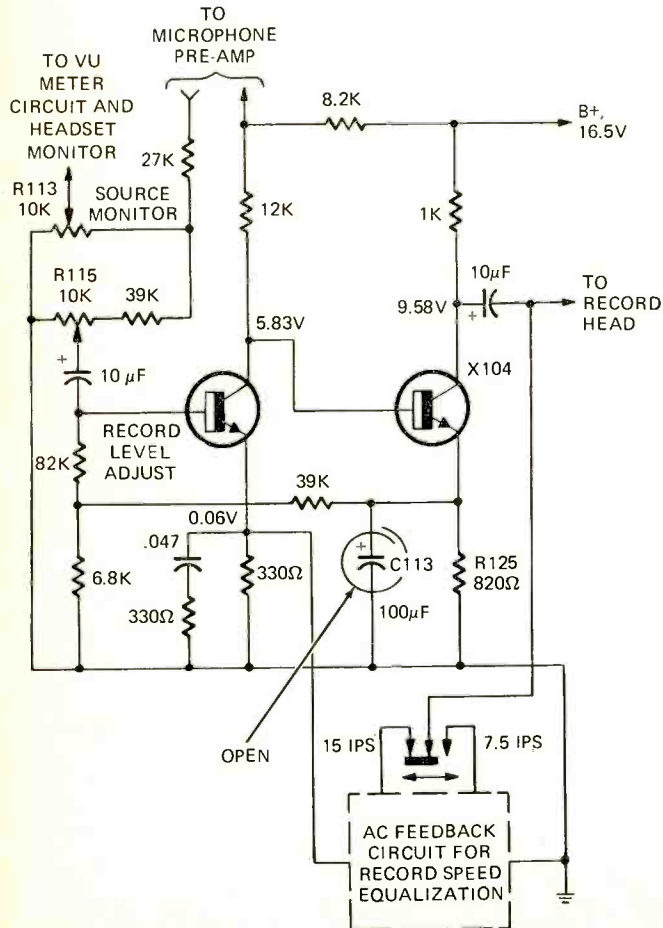 TO
MICROPHONE
PRE-AMP
TO VU
METER
CIRCUIT AND
HEADSET
MONITOR
8.2K
B+,
16.5V
27K
R113
10K
SOURCE
MONITOR
12K
1K
R115
10K
39K
10µF
TO
RECORD
HEAD
5.83V
9.58V
+
+
10 µF
X104
RECORD
LEVEL
ADJUST
82K
39K
0.06V
.047
+
C113
R125
820Ω
6.8K
330Ω
330Ω
100µF
OPEN
15 IPS
7.5 IPS
AC FEEDBACK
CIRCUIT FOR
RECORD SPEED
EQUALIZATION